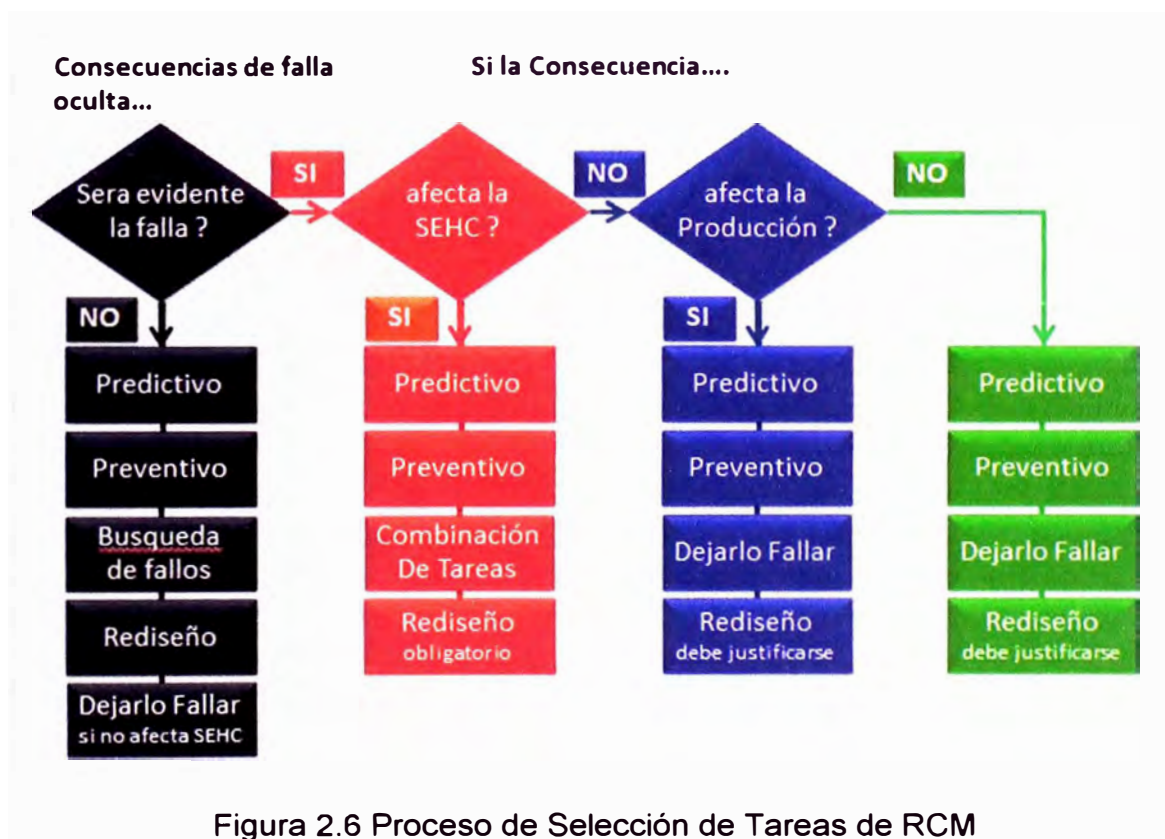 Consecuencias de falla
oculta...
Si la Consecuencia....
Sera evidente
la falla ?
SI
afecta la
SEHC ?
NO
afecta la
Producción ?
NO
NO
Predictivo
Preventivo
Busqueda
de fallos
Rediseño
Dejarlo Fallar
si no afecta SEHC
SI
Predictivo
Preventivo
Combinación
De Tareas
Rediseño
obligatorio
SI
Predictivo
Preventivo
Dejarlo Fallar
Rediseño
debe justificarse
Predictivo
Preventivo
Dejarlo Fallar
Rediseño
debe justificarse
Figura 2.6 Proceso de Selección de Tareas de RCM